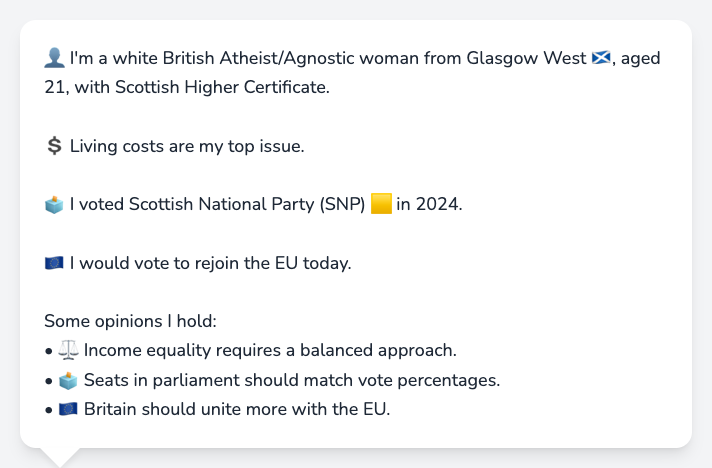 👤 I'm a white British Atheist/Agnostic woman from Glasgow West 🏴󠁧󠁢󠁳󠁣󠁴󠁿, aged
21, with Scottish Higher Certificate.
💲 Living costs are my top issue.
🗳️ I voted Scottish National Party (SNP) 🟨 in 2024.
🇪🇺 I would vote to rejoin the EU today.
Some opinions I hold:
• ⚖️ Income equality requires a balanced approach.
• 🗳️ Seats in parliament should match vote percentages.
• 🇪🇺 Britain should unite more with the EU.